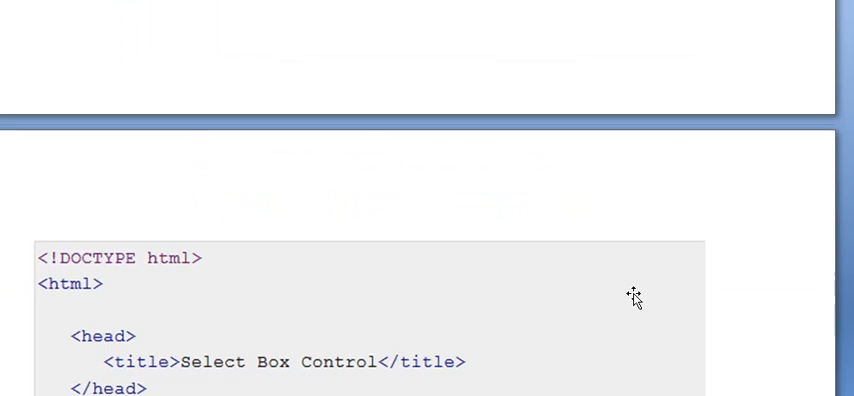 <!DOCTYPE html>
<html>
<head>
<title>Select Box Control</title>
</head>